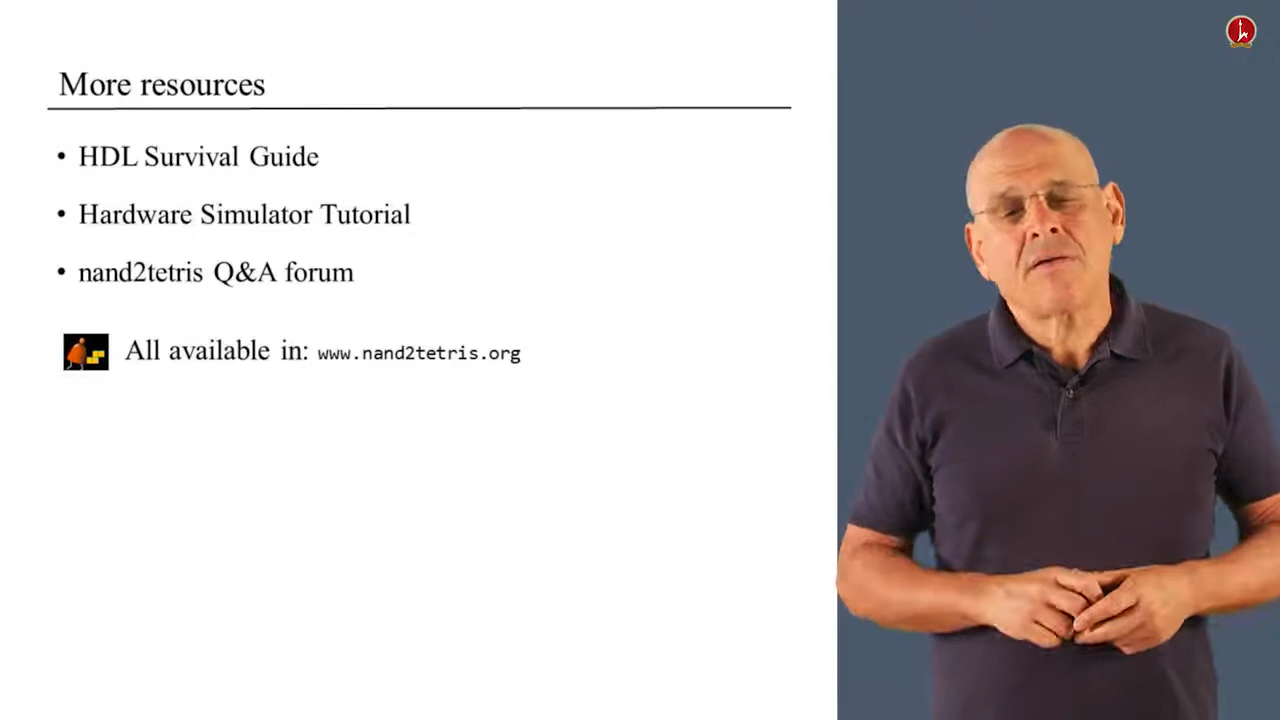 More resources
• HDL Survival Guide
• Hardware Simulator Tutorial
• nand2tetris Q&A forum
All available in: www.nand2tetris.org